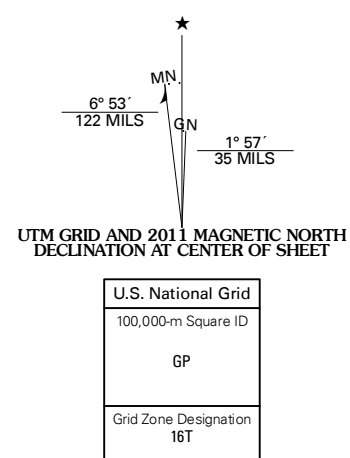 ★
M.N.
6° 53´
122 MILS
GN
1° 57´
35 MILS
UTM GRID AND 2011 MAGNETIC NORTH
DECLINATION AT CENTER OF SHEET
U.S. National Grid
100,000-m Square ID
GP
Grid Zone Designation
16T